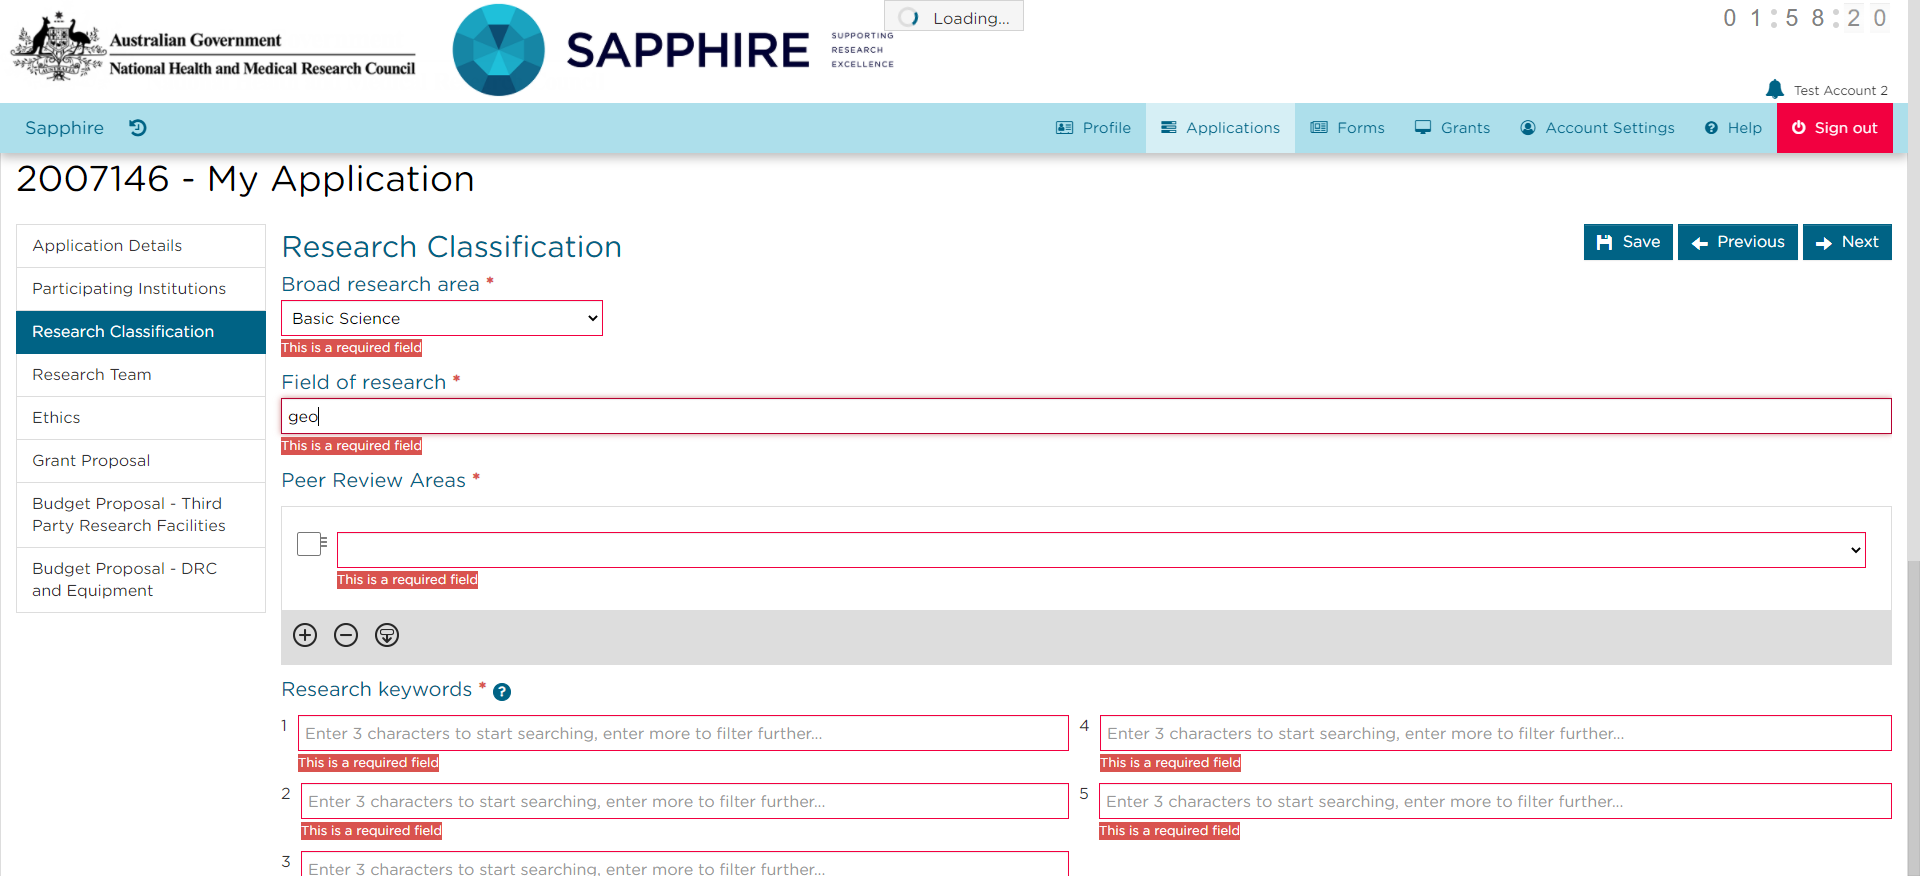 Australian Government
National Health and Medical Research Council
SAPPHIRE
SUPPORTING
RESEARCH
EXCELLENCE
Loading...
01:58:20
Test Account 2
Sapphire
Profile
Applications
Forms
Grants
Account Settings
Help
Sign out
2007146 - My Application
Application Details
Participating Institutions
Research Classification
Research Team
Ethics
Grant Proposal
Budget Proposal - Third
Party Research Facilities
Budget Proposal - DRC
and Equipment
Research Classification
Save
Previous
Next
Broad research area *
Basic Science
This is a required field
Field of research *
geo
This is a required field
Peer Review Areas *
This is a required field
Research keywords * ?
1 Enter 3 characters to start searching, enter more to filter further...
This is a required field
4 Enter 3 characters to start searching, enter more to filter further...
This is a required field
2 Enter 3 characters to start searching, enter more to filter further...
This is a required field
5 Enter 3 characters to start searching, enter more to filter further...
This is a required field
3 Enter 3 characters to start searching, enter more to filter further...